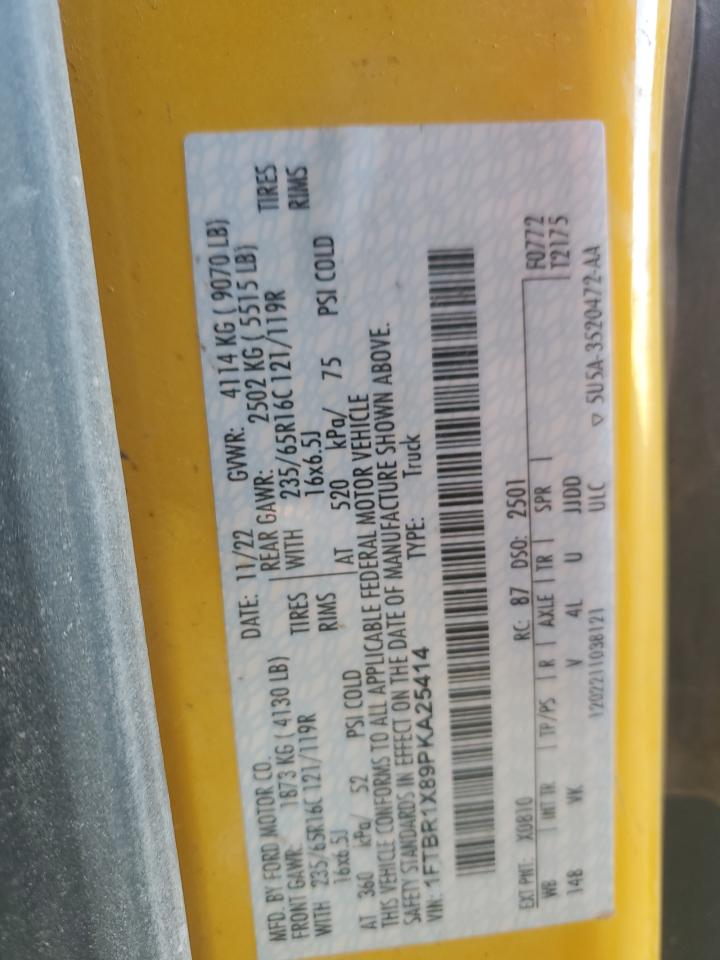 MFD. BY FORD MOTOR CO. DATE: 11/22 GVWR: 4114 KG ( 9070 LB)
FRONT GAWR: 1873 KG ( 4130 LB) REAR GAWR: 2502 KG ( 5515 LB)
WITH 235/65R16C 121/119R TIRES WITH 235/65R16C 121/119R TIRES
16x6.5J RIMS 16x6.5J RIMS
AT 360 kPa/ 52 PSI COLD AT 520 kPa/ 75 PSI COLD
THIS VEHICLE CONFORMS TO ALL APPLICABLE FEDERAL MOTOR VEHICLE
SAFETY STANDARDS IN EFFECT ON THE DATE OF MANUFACTURE SHOWN ABOVE.
VIN: 1FTBR1X89PKA25414 TYPE: Truck
EXT PNT: X0810 RC: 87 DSO: 2501 F0772
WB INT TR TP/PS R AXLE TR SPR T2175
148 VK V 4L U JJDD
1202211038121 ULC ▽ 5U5A-3520472-AA